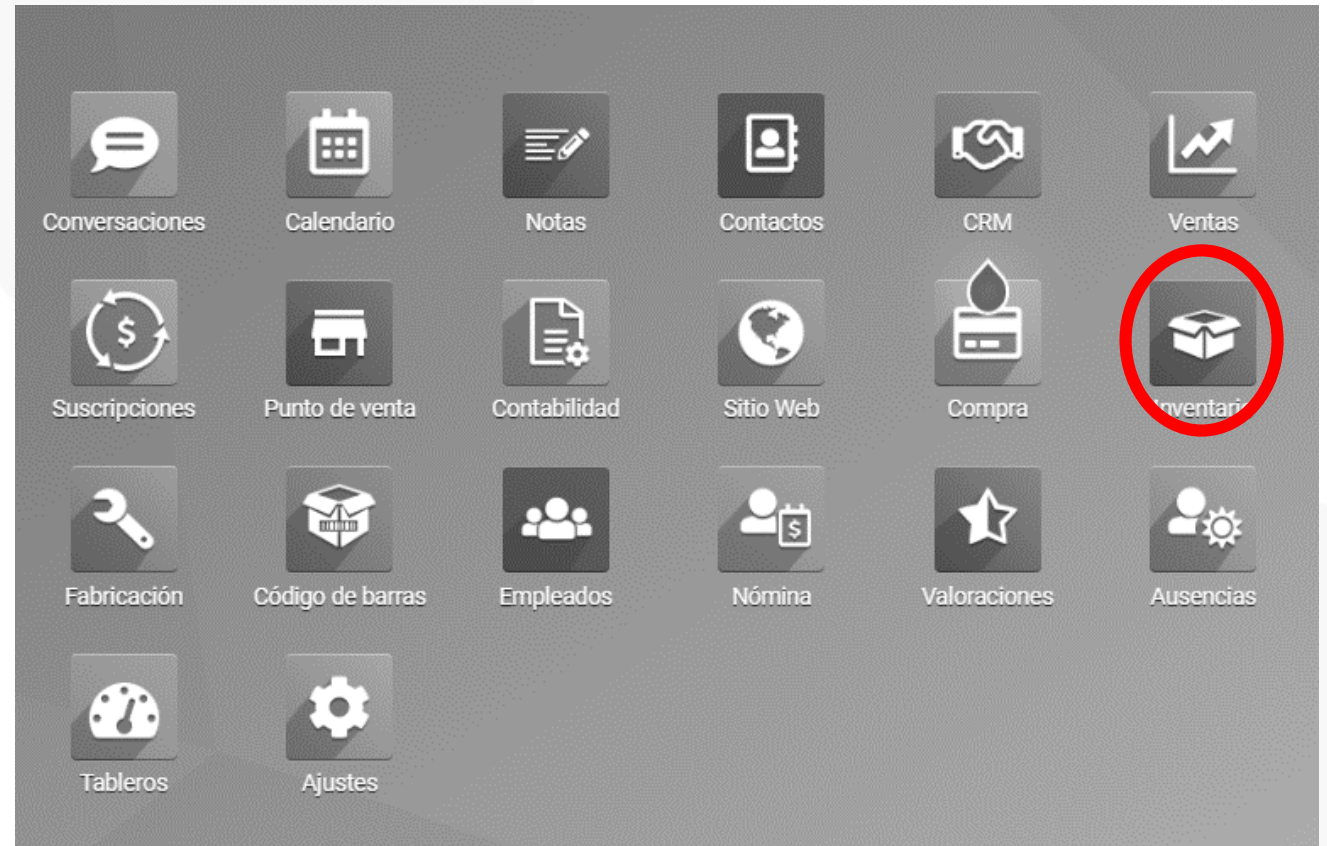 Conversaciones
Calendario
Notas
Contactos
CRM
Ventas
Suscripciones
Punto de venta
Contabilidad
Sitio Web
Compra
Inventario
Fabricación
Código de barras
Empleados
Nómina
Valoraciones
Ausencias
Tableros
Ajustes